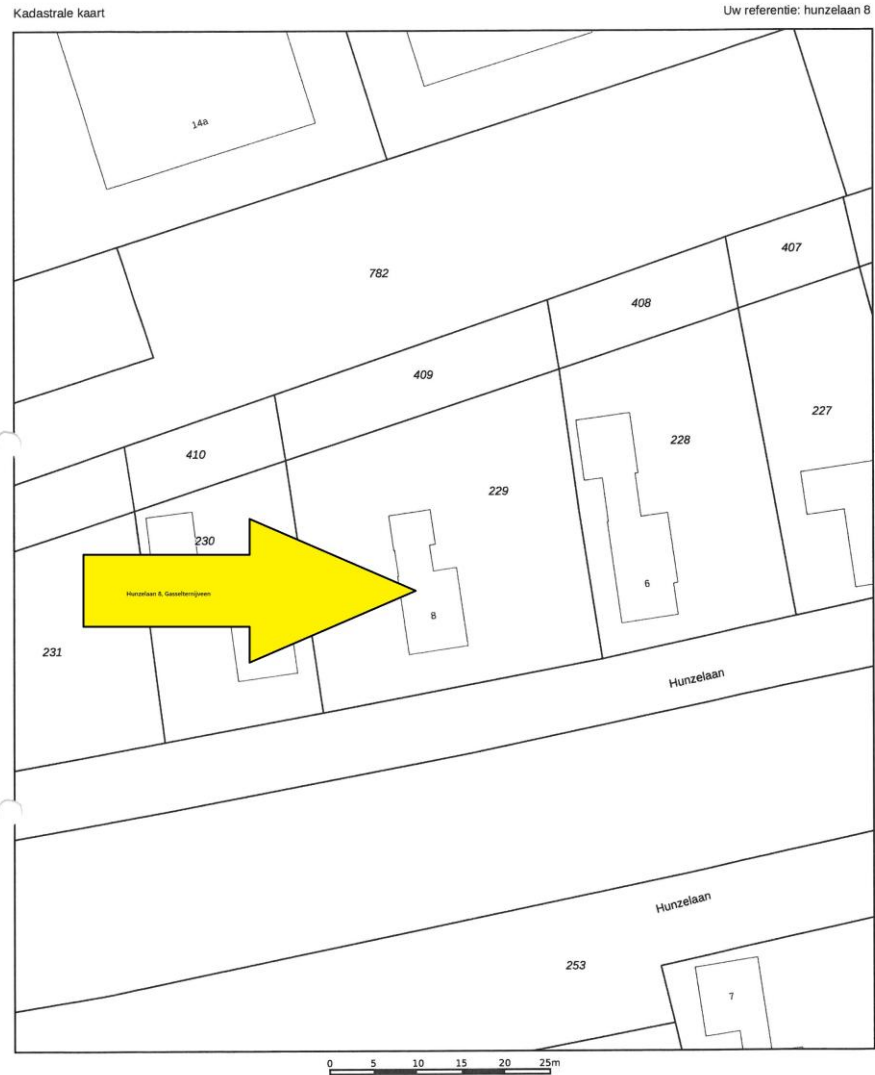 Kadastrale kaart
Uw referentie: hunzelaan 8
14a
782
407
408
409
227
228
410
229
230
Hunzelaan 8, Gasselternijveen
6
8
231
Hunzelaan
Hunzelaan
253
7
0 5 10 15 20 25m